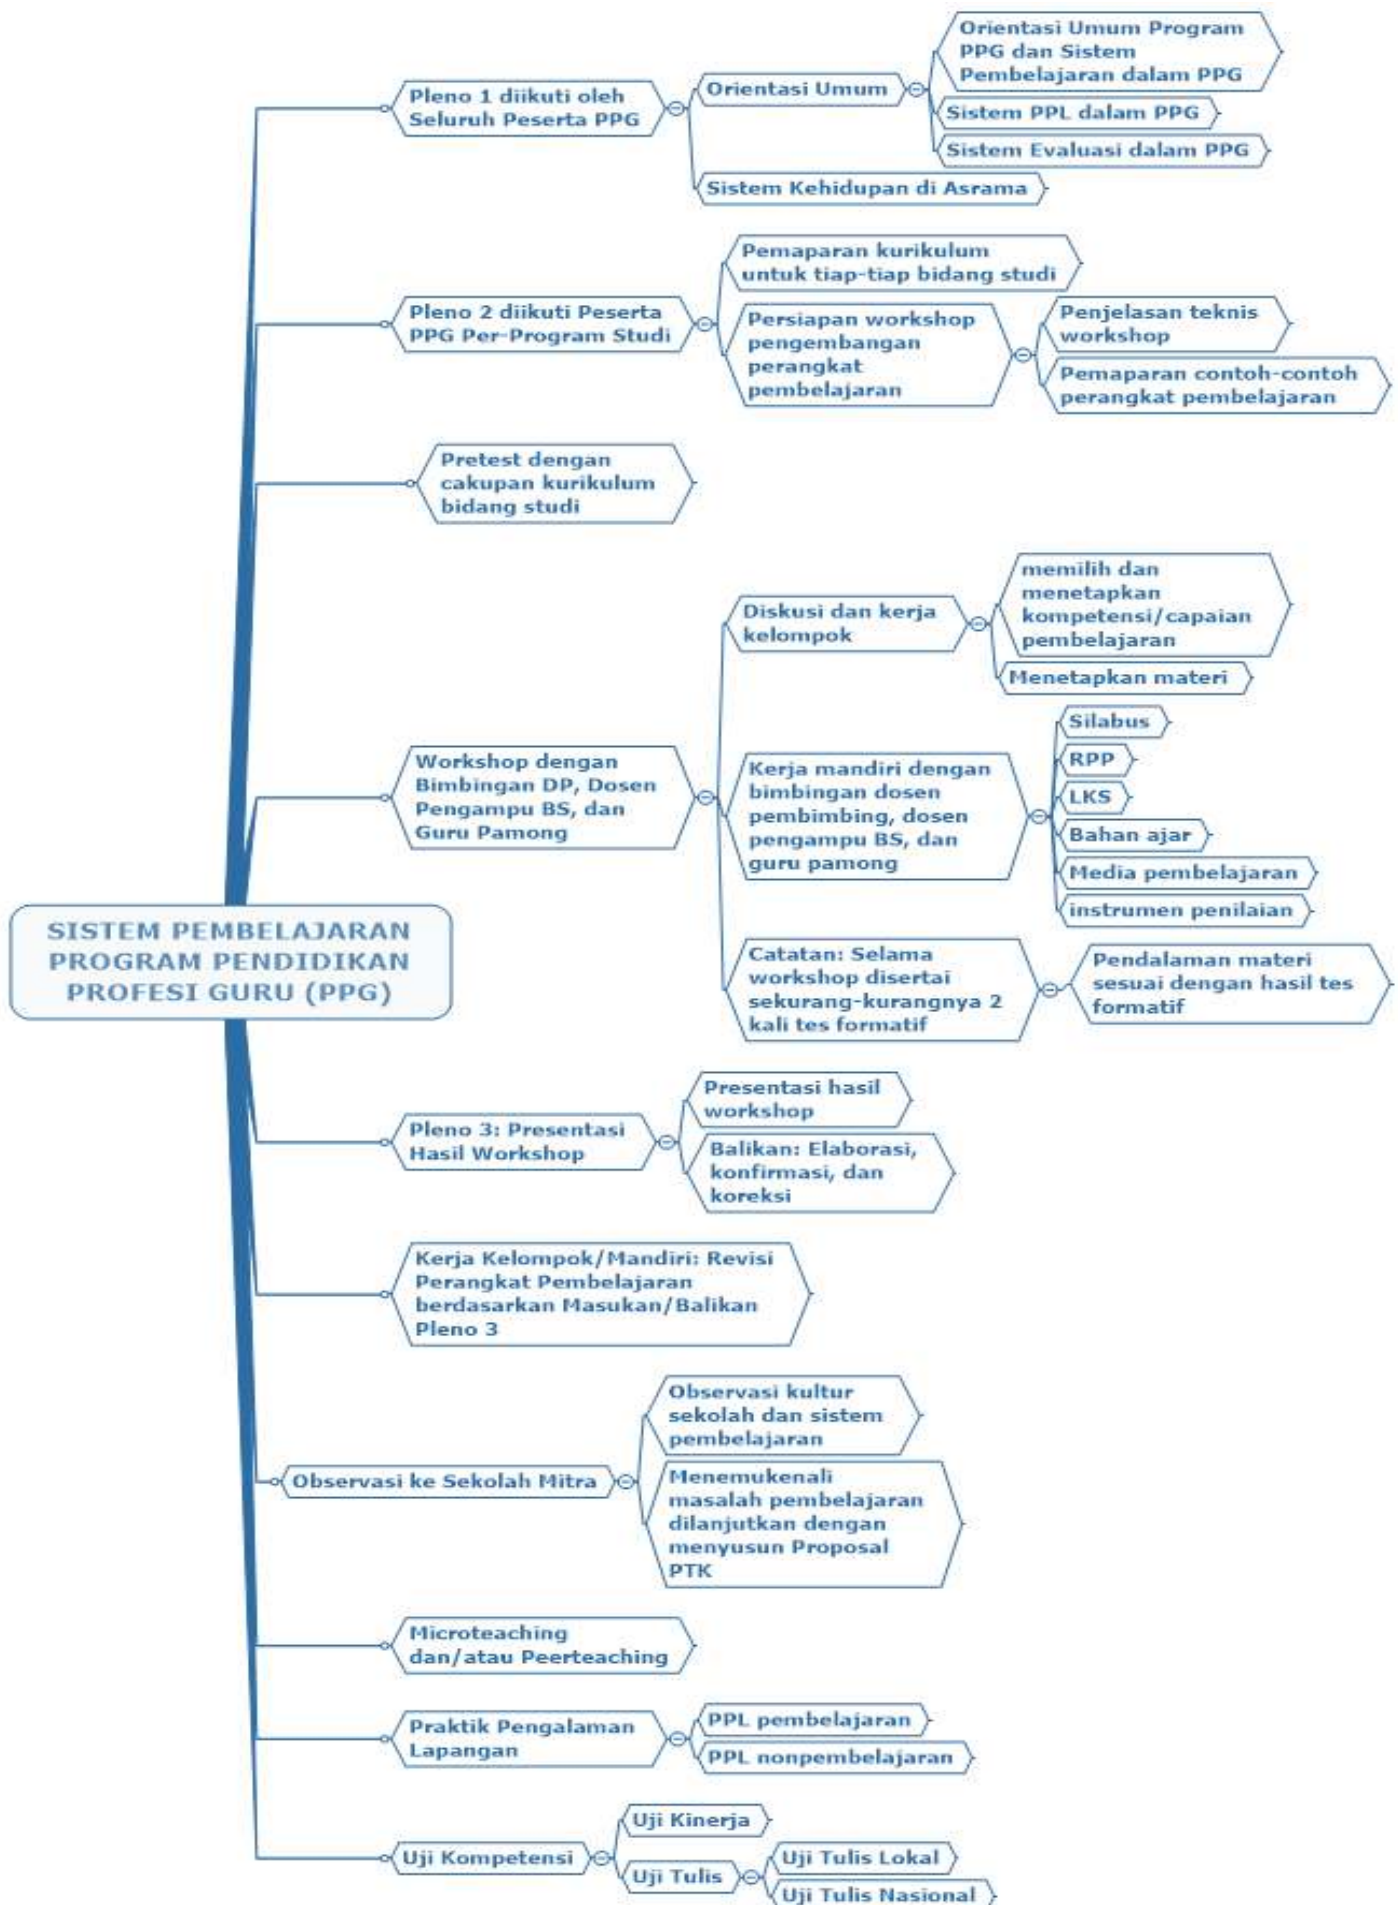 Orientasi Umum Program
PPG dan Sistem
Pembelajaran dalam PPG
Pleno 1 diikuti oleh
Seluruh Peserta PPG
Orientasi Umum
Sistem PPL dalam PPG
Sistem Evaluasi dalam PPG
Sistem Kehidupan di Asrama
Pemaparan kurikulum
untuk tiap-tiap bidang studi
Pleno 2 diikuti Peserta
PPG Per-Program Studi
Persiapan workshop
pengembangan
perangkat
pembelajaran
Penjelasan teknis
workshop
Pemaparan contoh-contoh
perangkat pembelajaran
Pretest dengan
cakupan kurikulum
bidang studi
Workshop dengan
Bimbingan DP, Dosen
Pengampu BS, dan
Guru Pamong
Diskusi dan kerja
kelompok
memilih dan
menetapkan
kompetensi/capaian
pembelajaran
Menetapkan materi
Kerja mandiri dengan
bimbingan dosen
pembimbing, dosen
pengampu BS, dan
guru pamong
Silabus
RPP
LKS
Bahan ajar
Media pembelajaran
instrumen penilaian
Catatan: Selama
workshop disertai
sekurang-kurangnya 2
kali tes formatif
Pendalaman materi
sesuai dengan hasil tes
formatif
SISTEM PEMBELAJARAN
PROGRAM PENDIDIKAN
PROFESI GURU (PPG)
Pleno 3: Presentasi
Hasil Workshop
Presentasi hasil
workshop
Balikan: Elaborasi,
konfirmasi, dan
koreksi
Kerja Kelompok/Mandiri: Revisi
Perangkat Pembelajaran
berdasarkan Masukan/Balikan
Pleno 3
Observasi ke Sekolah Mitra
Observasi kultur
sekolah dan sistem
pembelajaran
Menemukenali
masalah pembelajaran
dilanjutkan dengan
menyusun Proposal
PTK
Microteaching
dan/atau Peerteaching
Praktik Pengalaman
Lapangan
PPL pembelajaran
PPL nonpembelajaran
Uji Kompetensi
Uji Kinerja
Uji Tulis
Uji Tulis Lokal
Uji Tulis Nasional